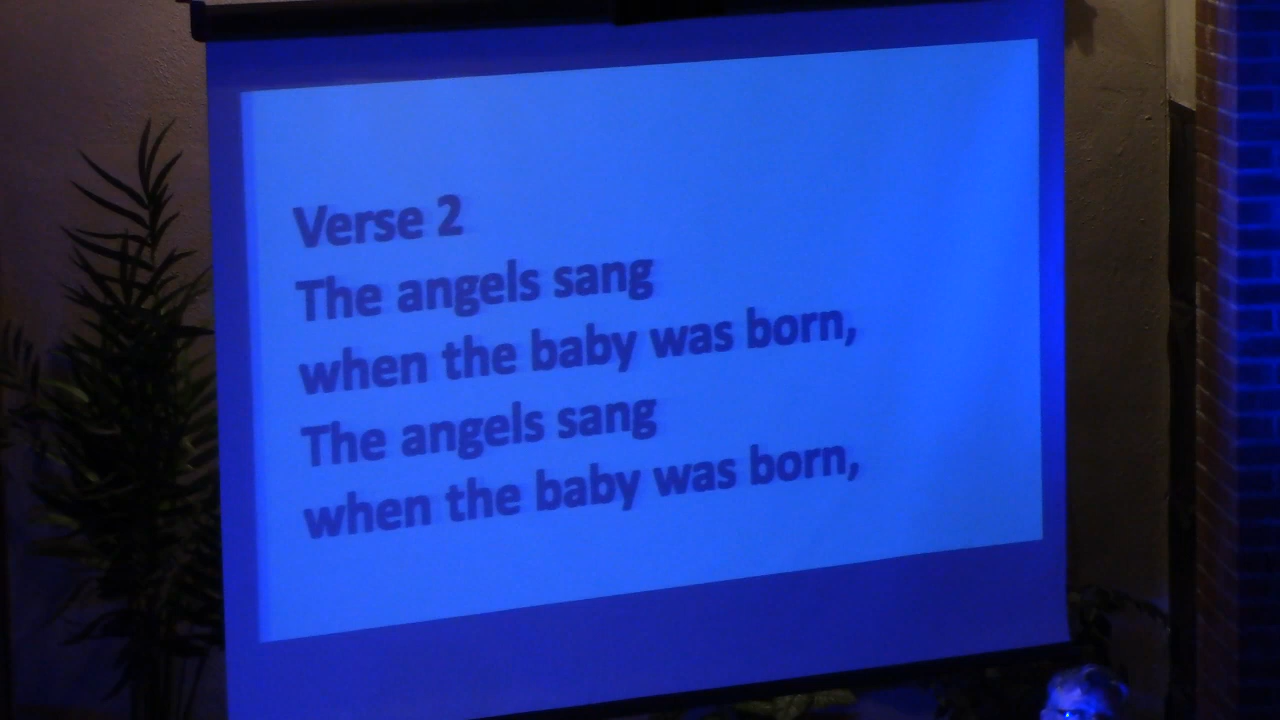 Verse 2
The angels sang
when the baby was born,
The angels sang
when the baby was born,